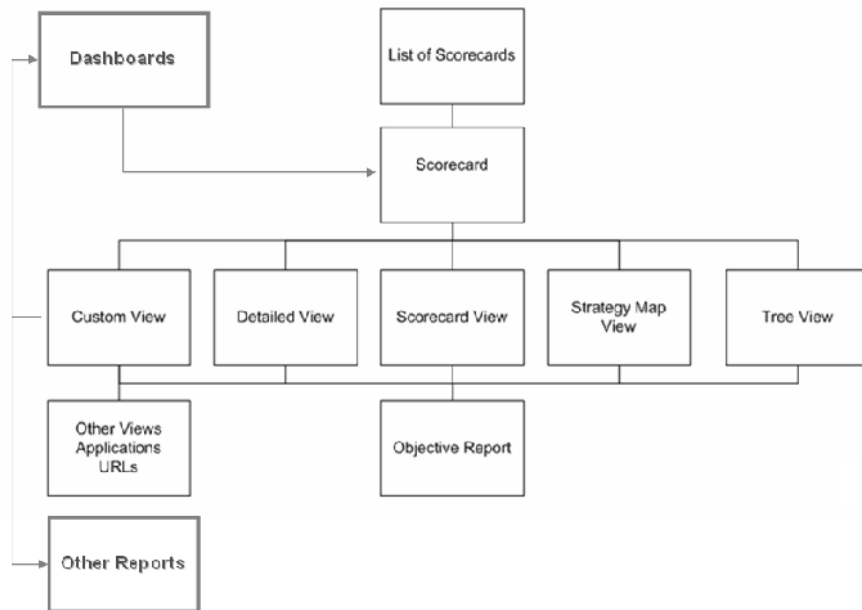 Dashboards
List of Scorecards
Scorecard
Custom View
Detailed View
Scorecard View
Strategy Map
View
Tree View
Other Views
Applications
URLs
Objective Report
Other Reports